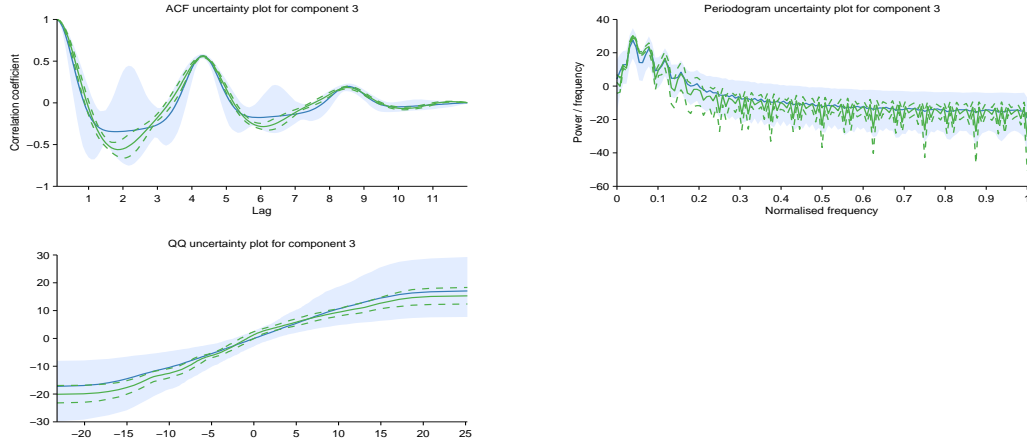 ACF uncertainty plot for component 3
Correlation coefficient
1
0.5
0
−0.5
−1
1 2 3 4 5 6 7 8 9 10 11
Lag
Periodogram uncertainty plot for component 3
Power / frequency
40
20
0
−20
−40
−60
0 0.1 0.2 0.3 0.4 0.5 0.6 0.7 0.8 0.9 1
Normalised frequency
QQ uncertainty plot for component 3
30
20
10
0
−10
−20
−30
−20 −15 −10 −5 0 5 10 15 20 25